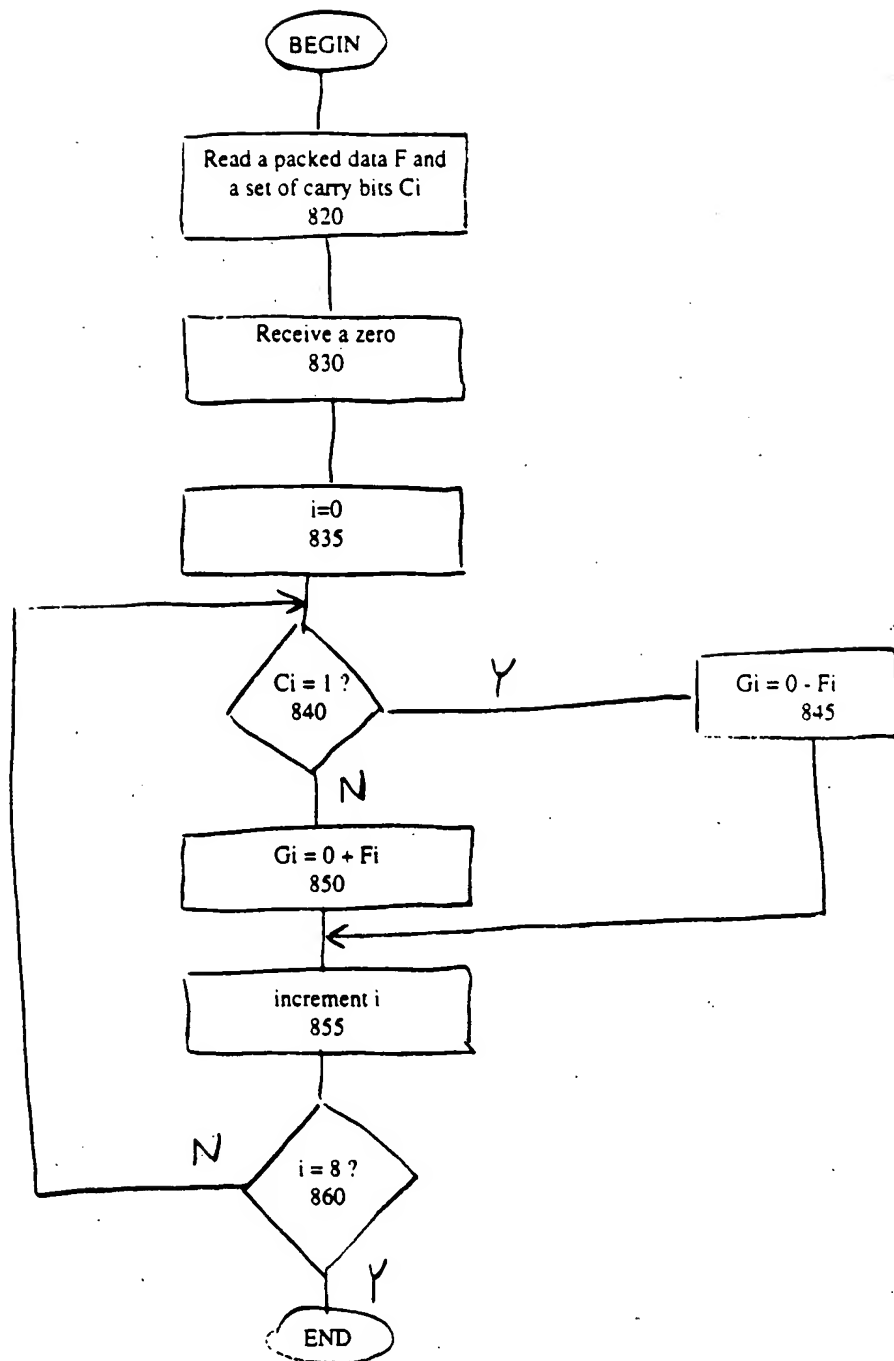 BEGIN
Read a packed data F and
a set of carry bits Ci
820
Receive a zero
830
i=0
835
Ci = 1 ?
840
Y
Gi = 0 - Fi
845
N
Gi = 0 + Fi
850
increment i
855
N
i = 8 ?
860
Y
END